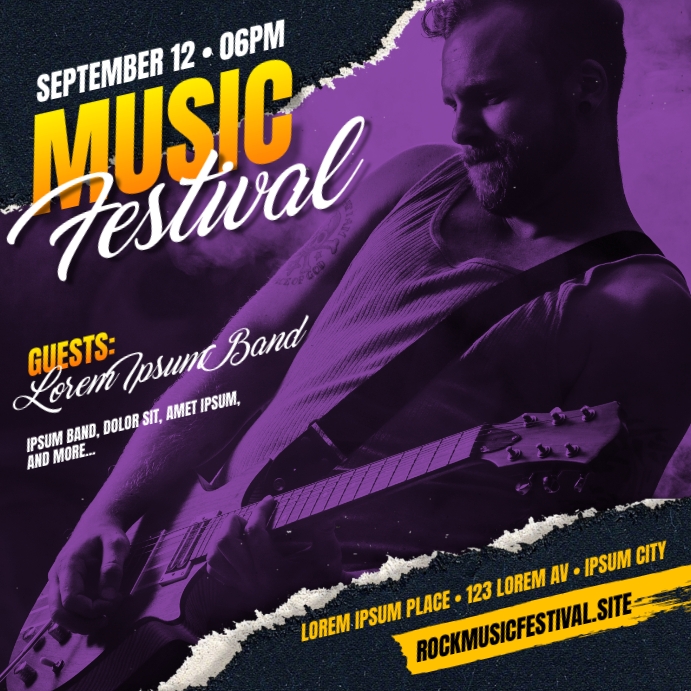 SEPTEMBER 12 • 06PM
MUSIC
Festival
GUESTS:
Lorem Ipsum Band
IPSUM BAND, DOLOR SIT, AMET IPSUM,
AND MORE...
LOREM IPSUM PLACE • 123 LOREM AV • IPSUM CITY
ROCKMUSICFESTIVAL.SITE